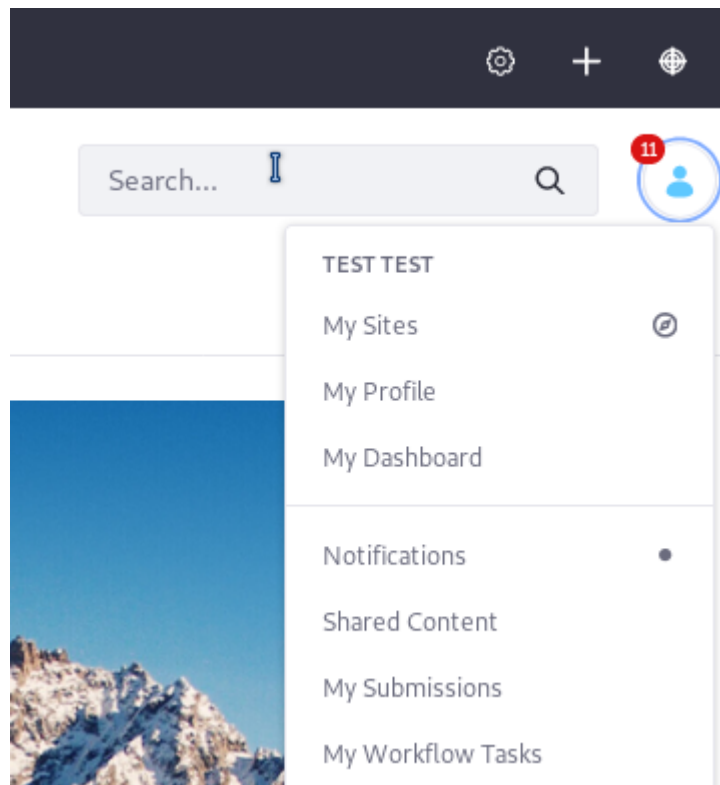 Search...
11
TEST TEST
My Sites
My Profile
My Dashboard
Notifications
Shared Content
My Submissions
My Workflow Tasks